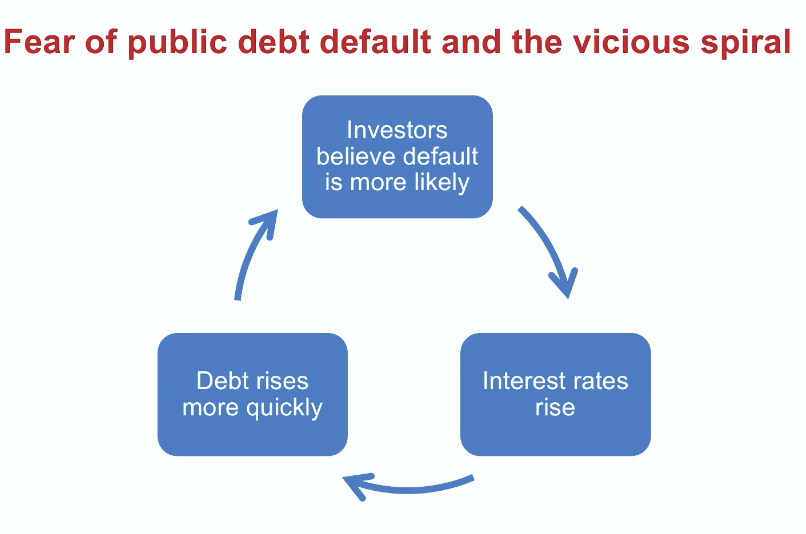 Fear of public debt default and the vicious spiral
Investors
believe default
is more likely
Debt rises
more quickly
Interest rates
rise